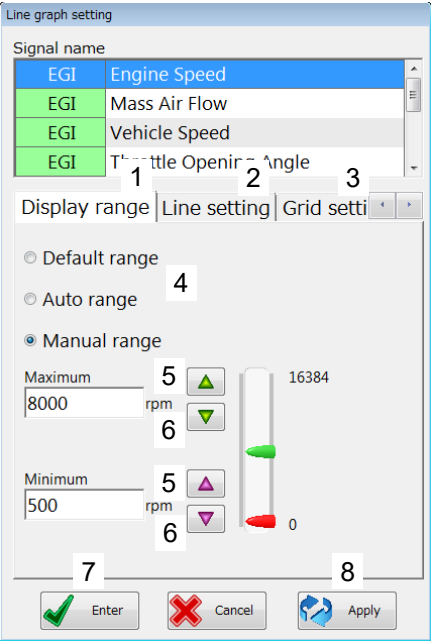 Line graph setting
Signal name
EGI Engine Speed
EGI Mass Air Flow
EGI Vehicle Speed
EGI Throttle Opening Angle
1 2 3
Display range Line setting Grid setti
Default range
4
Auto range
Manual range
Maximum 5 16384
8000 rpm
6
Minimum 5
500 rpm
6 0
7 8
Enter Cancel Apply